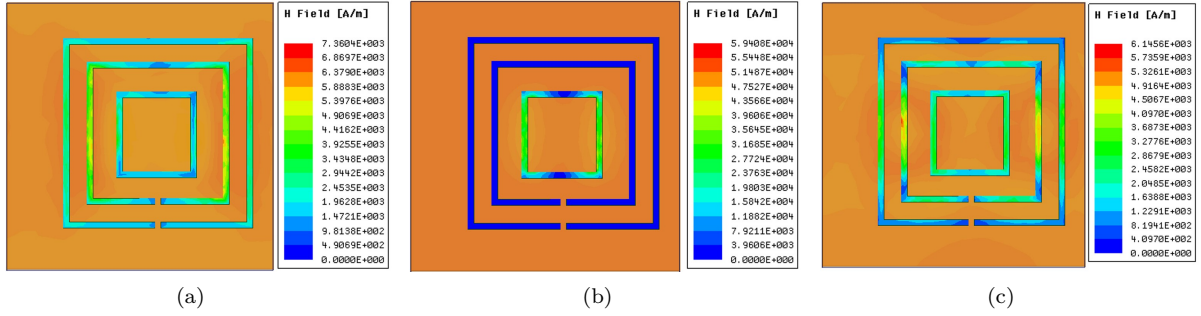 H Field [A/m]
7.3604E+003
6.8697E+003
6.3790E+003
5.8883E+003
5.3976E+003
4.9069E+003
4.4162E+003
3.9255E+003
3.4348E+003
2.9442E+003
2.4535E+003
1.9628E+003
1.4721E+003
9.8138E+002
4.9069E+002
0.0000E+000
(a)
H Field [A/m]
5.9408E+004
5.5448E+004
5.1487E+004
4.7527E+004
4.3566E+004
3.9606E+004
3.5645E+004
3.1685E+004
2.7724E+004
2.3763E+004
1.9803E+004
1.5842E+004
1.1882E+004
7.9211E+003
3.9606E+003
0.0000E+000
(b)
H Field [A/m]
6.1456E+003
5.7359E+003
5.3261E+003
4.9164E+003
4.5067E+003
4.0970E+003
3.6873E+003
3.2776E+003
2.8679E+003
2.4582E+003
2.0485E+003
1.6388E+003
1.2291E+003
8.1941E+002
4.0970E+002
0.0000E+000
(c)